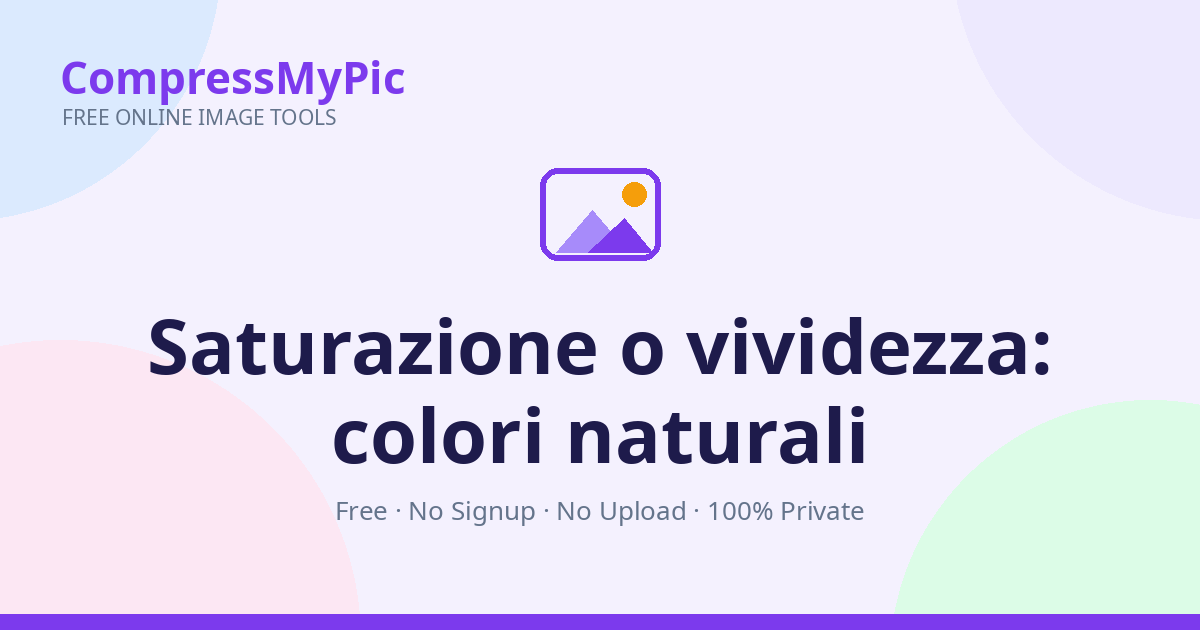 CompressMyPic
FREE ONLINE IMAGE TOOLS
Saturazione o vividezza:
colori naturali
Free · No Signup · No Upload · 100% Private